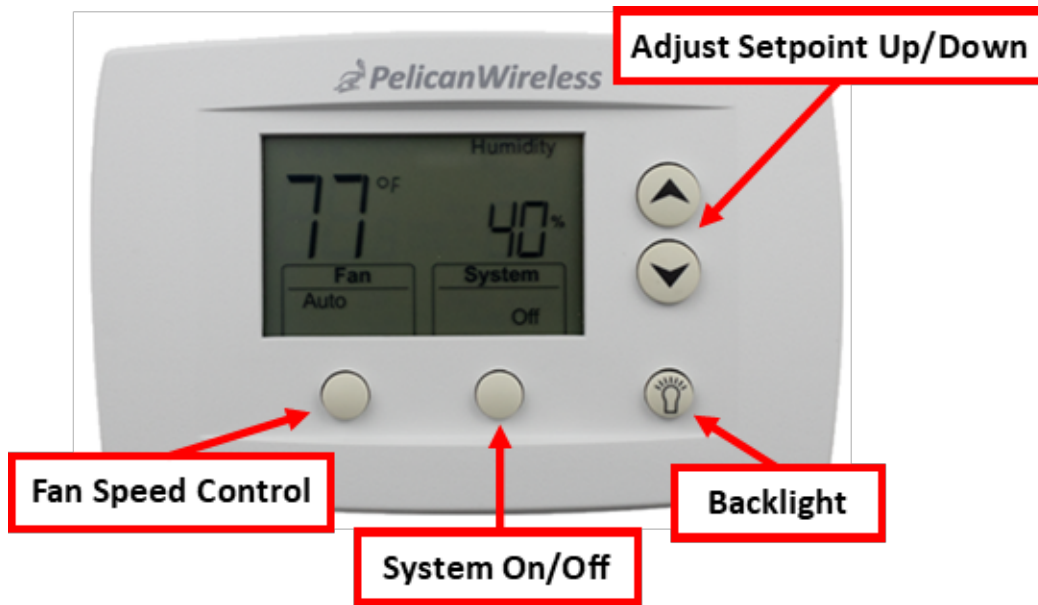 Adjust Setpoint Up/Down
PelicanWireless
Humidity
77°F
40%
Fan
System
Auto
Off
Fan Speed Control
Backlight
System On/Off